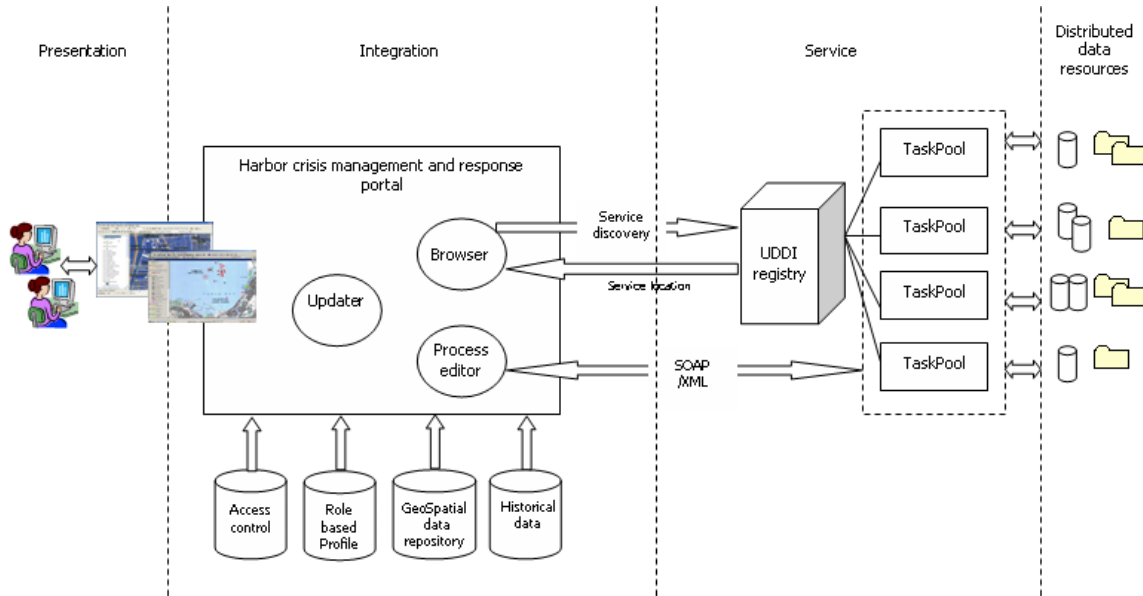 Presentation
Integration
Service
Distributed
data
resources
Harbor crisis management and response
portal
Browser
Updater
Process
editor
Service
discovery
Service location
SOAP
/XML
UDDI
registry
TaskPool
TaskPool
TaskPool
TaskPool
Access
control
Role
based
Profile
GeoSpatial
data
repository
Historical
data